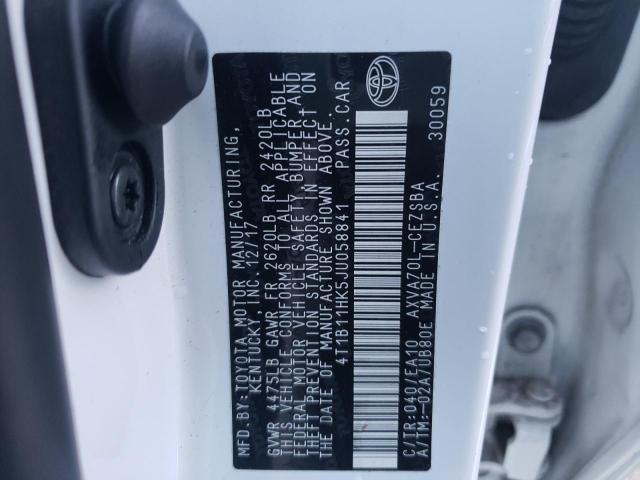 MFD.BY:TOYOTA MOTOR MANUFACTURING,
KENTUCKY, INC. 12/17
GVWR 4475LB GAWR FR 2620LB RR 2420LB
THIS VEHICLE CONFORMS TO ALL APPLICABLE
FEDERAL MOTOR VEHICLE SAFETY, BUMPER, AND
THEFT PREVENTION STANDARDS IN EFFECT ON
THE DATE OF MANUFACTURE SHOWN ABOVE.
4T1B11HK5JU058841 PASS.CAR
C/TR:040/EA10 AXVA70L-CEZSBA
A/TM:-02A/UB80E MADE IN U.S.A. 30059